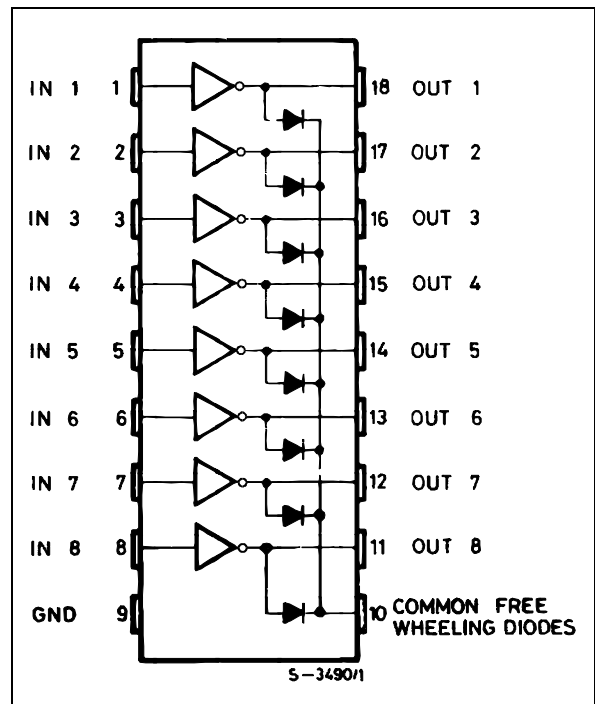 IN 1 1 18 OUT 1
IN 2 2 17 OUT 2
IN 3 3 16 OUT 3
IN 4 4 15 OUT 4
IN 5 5 14 OUT 5
IN 6 6 13 OUT 6
IN 7 7 12 OUT 7
IN 8 8 11 OUT 8
GND 9 10 COMMON FREE
WHEELING DIODES
S-3490/1